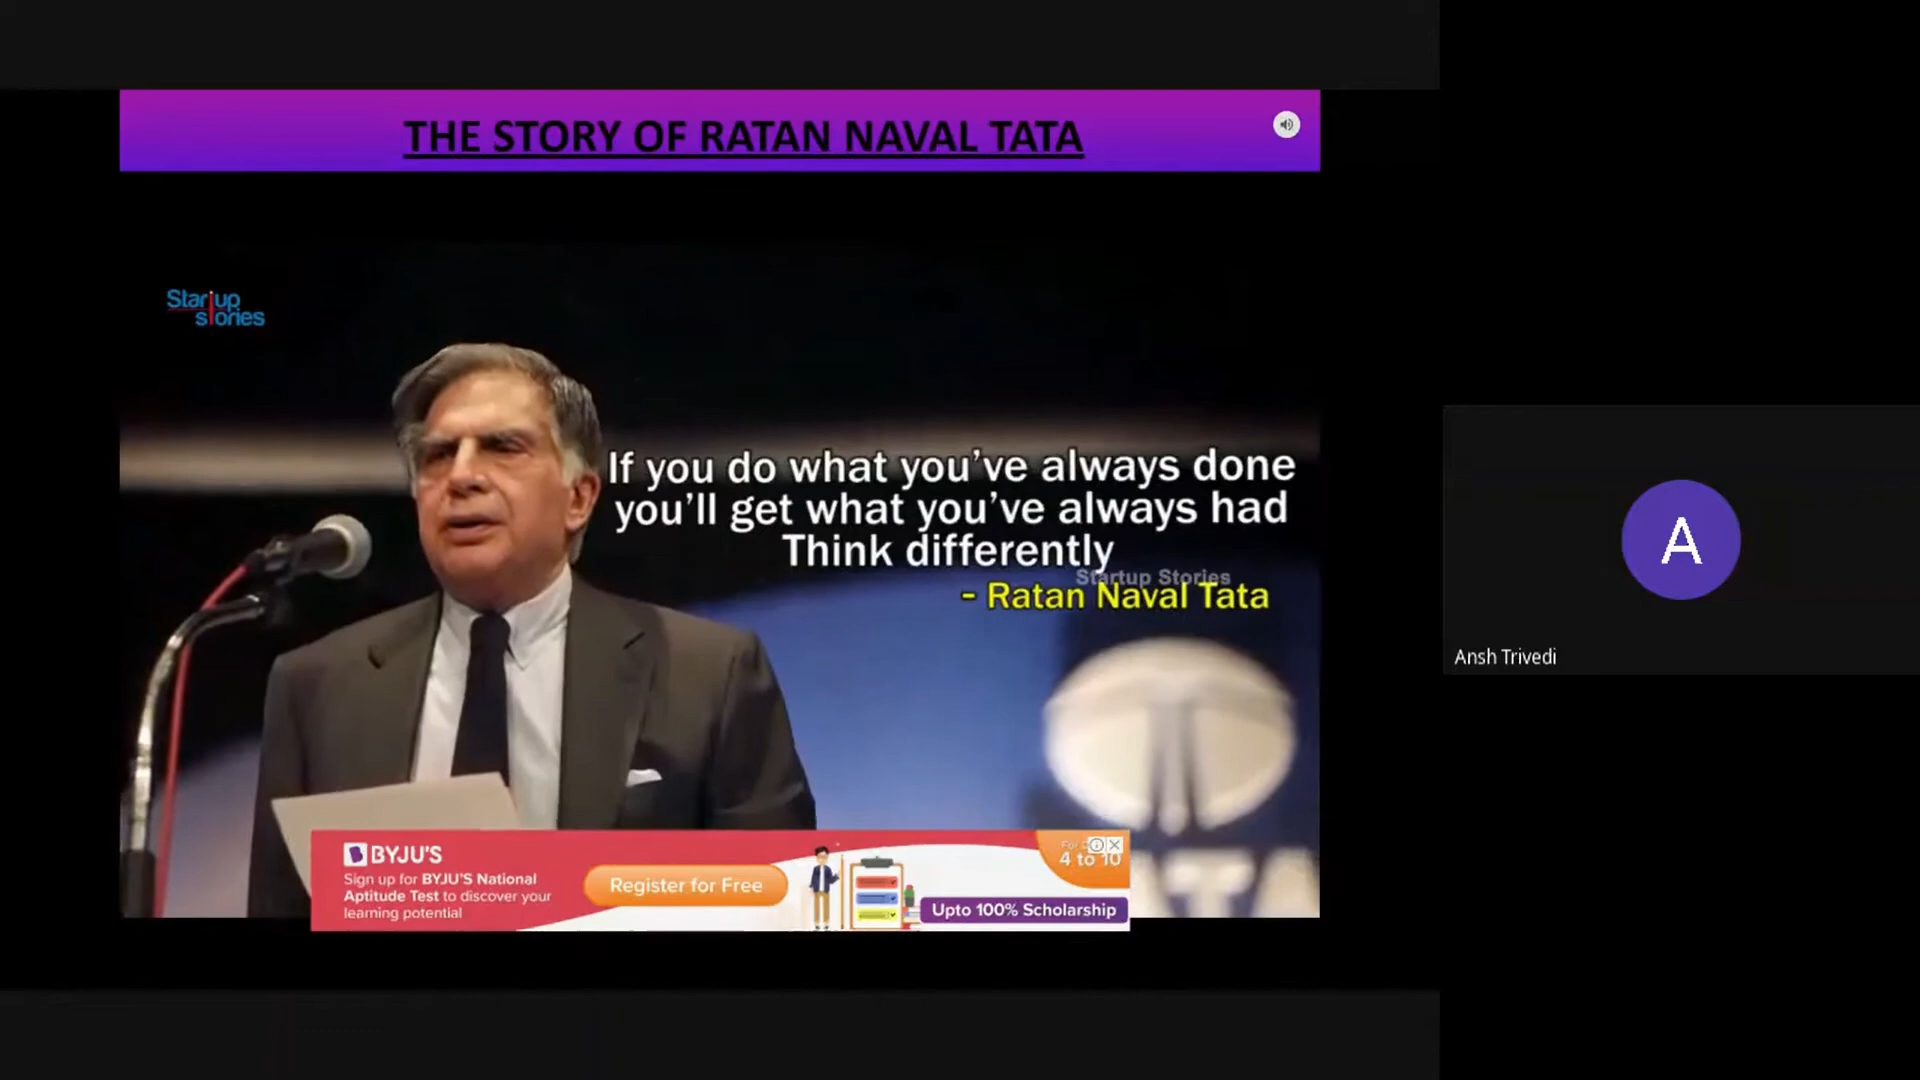 THE STORY OF RATAN NAVAL TATA
Startup
stories
If you do what you've always done
you'll get what you've always had
Think differently
Startup Stories
- Ratan Naval Tata
A
Ansh Trivedi
BYJU'S
Sign up for BYJU'S National
Aptitude Test to discover your
learning potential
Register for Free
4 to 10
Upto 100% Scholarship